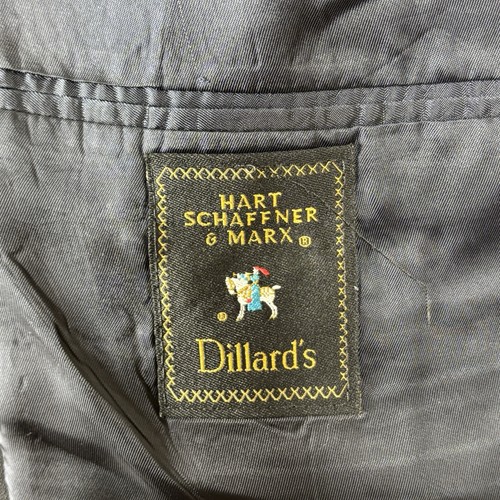 HART
SCHAFFNER
& MARX ®
®
Dillard's